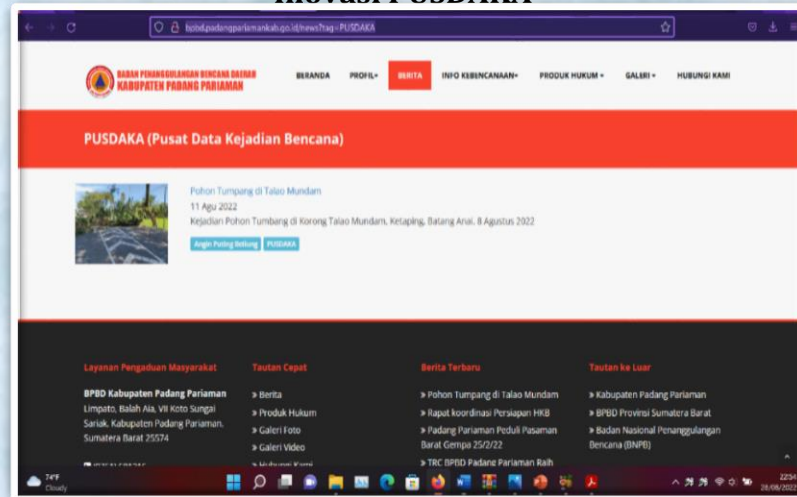 Inovasi PUSDAKA
bpbd.padangpariamankab.go.id/news?tag=PUSDAKA
BADAN PENANGGULANGAN BENCANA DAERAH
KABUPATEN PADANG PARIAMAN
BERANDA PROFIL BERITA INFO KEBENCANAAN PRODUK HUKUM GALERI HUBUNGI KAMI
PUSDAKA (Pusat Data Kejadian Bencana)
Pohon Tumpang di Talao Mundam
11 Agu 2022
Kejadian Pohon Tumbang di Korong Talao Mundam, Ketaping, Batang Anai. 8 Agustus 2022
Angin Puting Beliung PUSDAKA
Layanan Pengaduan Masyarakat
BPBD Kabupaten Padang Pariaman
Limpato, Balah Aia, VII Koto Sungai
Sariak, Kabupaten Padang Pariaman,
Sumatera Barat 25574
Tautan Cepat
» Berita
» Produk Hukum
» Galeri Foto
» Galeri Video
» Hubungi Kami
Berita Terbaru
» Pohon Tumpang di Talao Mundam
» Rapat koordinasi Persiapan HKB
» Padang Pariaman Peduli Pasaman
Barat Gempa 25/2/22
» TRC BPBD Padang Pariaman Raih
Tautan ke Luar
» Kabupaten Padang Pariaman
» BPBD Provinsi Sumatera Barat
» Badan Nasional Penanggulangan
Bencana (BNPB)
74°F
Cloudy
22:54
28/08/2022